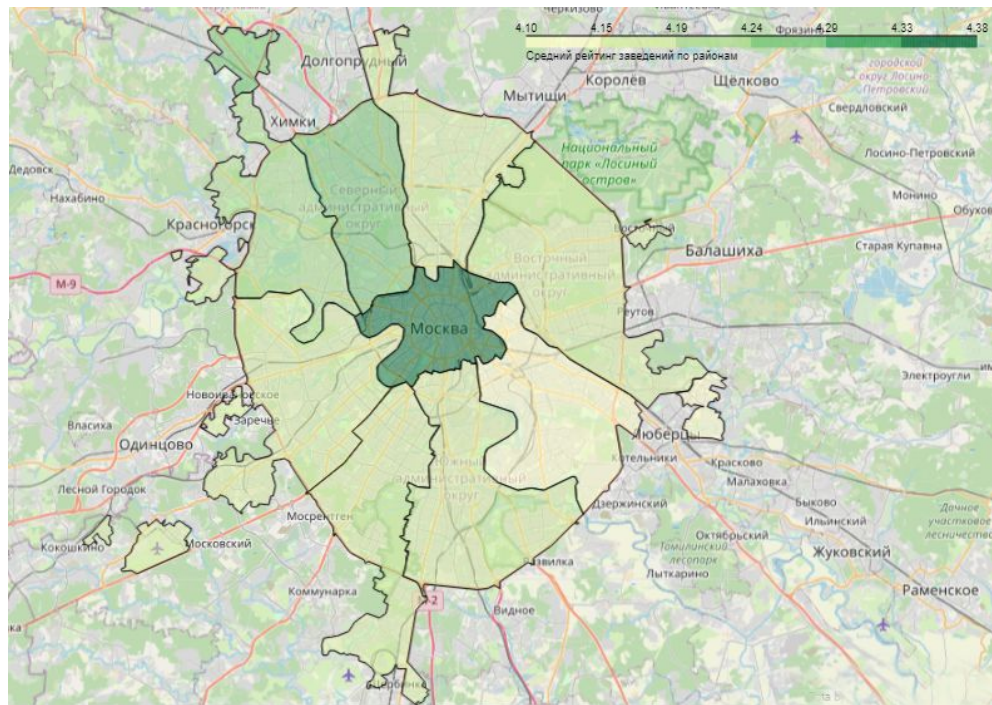 Черкизово
4.10 4.15 4.19 4.24 4.29 4.33 4.38
Фрязино
Средний рейтинг заведений по районам
Долгопрудный
Королёв
Щёлково
городской
округ Лосино-
Петровский
Мытищи
Свердловский
Химки
Национальный
парк «Лосиный
Остров»
Лосино-Петровский
Дедовск
Нахабино
Северный
административный
округ
Монино
Обухово
Красногорск
Восточный
Балашиха
Старая Купавна
Восточный
административный
округ
М-9
Реутов
Москва
Электроугли
Новоивановское
Заречье
Власиха
Одинцово
Люберцы
Котельники
Красково
Малаховка
Лесной Городок
Южный
административный
округ
Мосрентген
Дзержинский
Быково
Ильинский
Дачное
участковое
лесничество
Кокошкино
Московский
Октябрьский
Томилинский
лесопарк
Жуковский
Развилка
Лыткарино
Коммунарка
Раменское
Видное
Щербинка